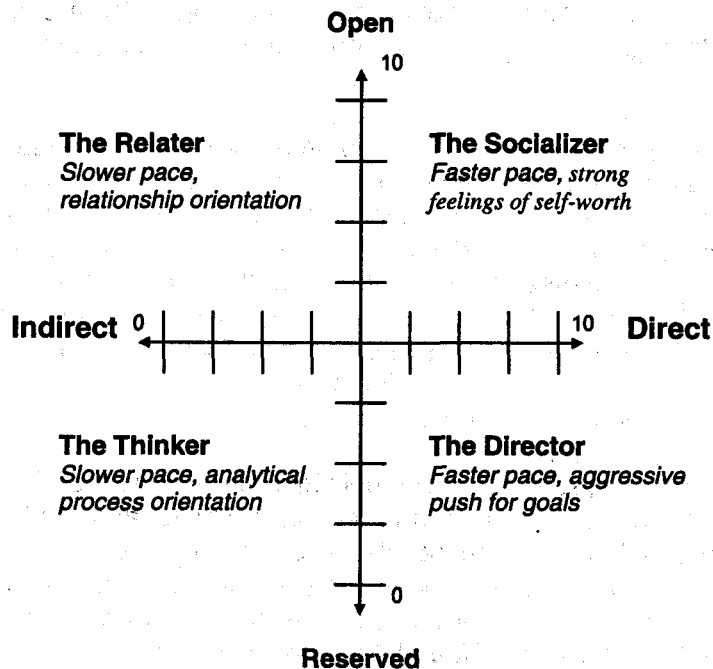 Open
10
The Relater
Slower pace,
relationship orientation
The Socializer
Faster pace, strong
feelings of self-worth
Indirect 0
10 Direct
The Thinker
Slower pace, analytical
process orientation
The Director
Faster pace, aggressive
push for goals
0
Reserved